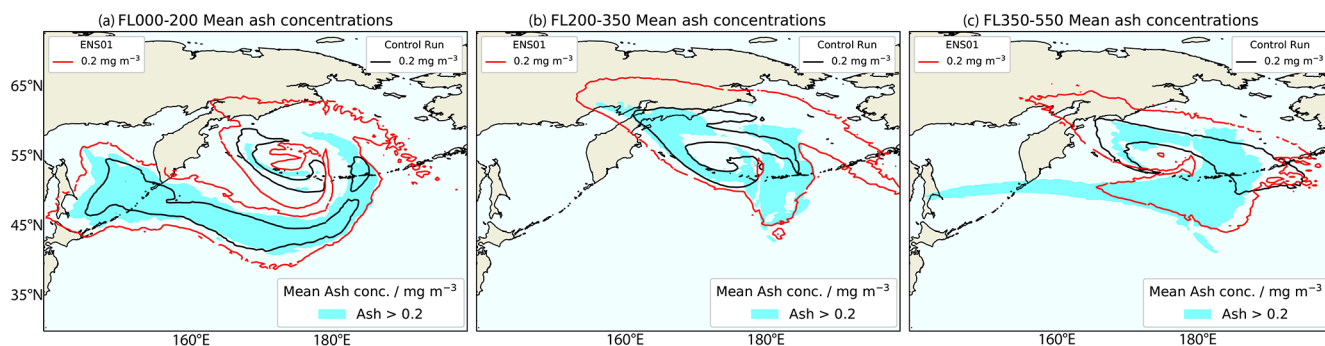 (a) FL000-200 Mean ash concentrations
(b) FL200-350 Mean ash concentrations
(c) FL350-550 Mean ash concentrations
ENS01
0.2 mg m⁻³
Control Run
0.2 mg m⁻³
ENS01
0.2 mg m⁻³
Control Run
0.2 mg m⁻³
ENS01
0.2 mg m⁻³
Control Run
0.2 mg m⁻³
65°N
55°N
45°N
35°N
Mean Ash conc. / mg m⁻³
Ash > 0.2
Mean Ash conc. / mg m⁻³
Ash > 0.2
Mean Ash conc. / mg m⁻³
Ash > 0.2
160°E
180°E
160°E
180°E
160°E
180°E